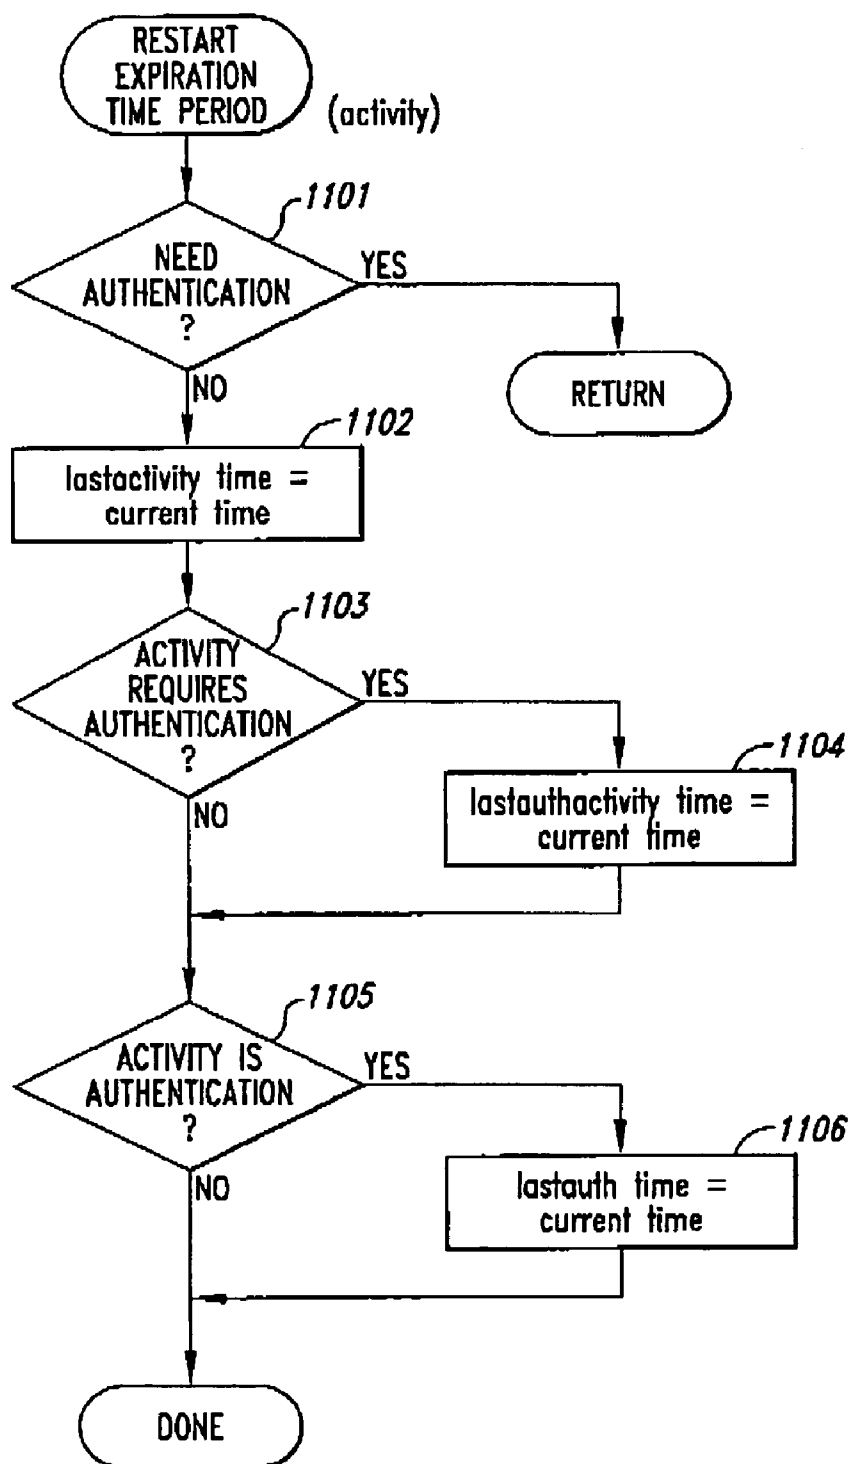 RESTART
EXPIRATION
TIME PERIOD
(activity)
1101
NEED
AUTHENTICATION
?
YES
NO
RETURN
1102
lastactivity time =
current time
1103
ACTIVITY
REQUIRES
AUTHENTICATION
?
YES
NO
1104
lastauthactivity time =
current time
1105
ACTIVITY IS
AUTHENTICATION
?
YES
NO
1106
lastauth time =
current time
DONE